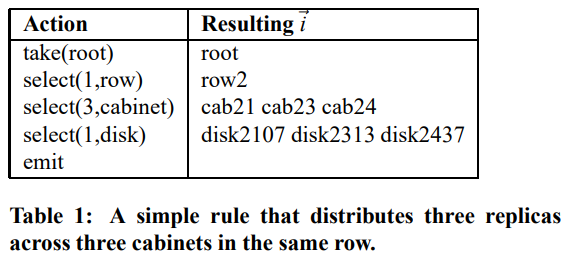 Action Resulting i⃗
take(root) root
select(1,row) row2
select(3,cabinet) cab21 cab23 cab24
select(1,disk) disk2107 disk2313 disk2437
emit
Table 1: A simple rule that distributes three replicas
across three cabinets in the same row.